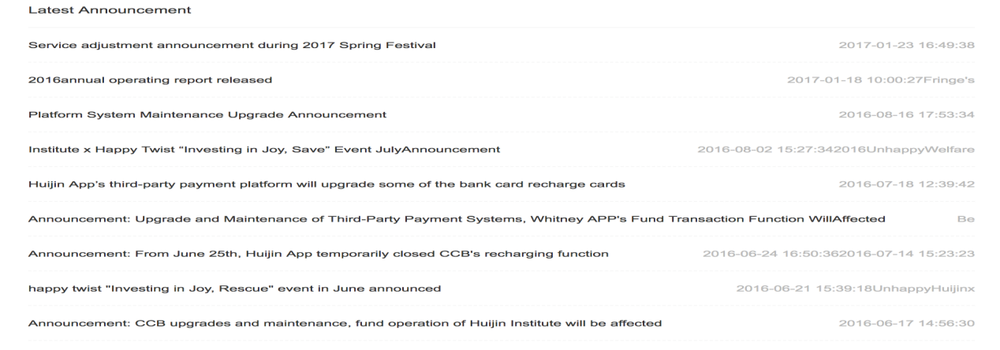 Latest Announcement
Service adjustment announcement during 2017 Spring Festival 2017-01-23 16:49:38
2016annual operating report released 2017-01-18 10:00:27Fringe's
Platform System Maintenance Upgrade Announcement 2016-08-16 17:53:34
Institute x Happy Twist “Investing in Joy, Save” Event JulyAnnouncement 2016-08-02 15:27:342016UnhappyWelfare
Huijin App's third-party payment platform will upgrade some of the bank card recharge cards 2016-07-18 12:39:42
Announcement: Upgrade and Maintenance of Third-Party Payment Systems, Whitney APP's Fund Transaction Function WillAffected Be
Announcement: From June 25th, Huijin App temporarily closed CCB's recharging function 2016-06-24 16:50:362016-07-14 15:23:23
happy twist "Investing in Joy, Rescue" event in June announced 2016-06-21 15:39:18UnhappyHuijinx
Announcement: CCB upgrades and maintenance, fund operation of Huijin Institute will be affected 2016-06-17 14:56:30